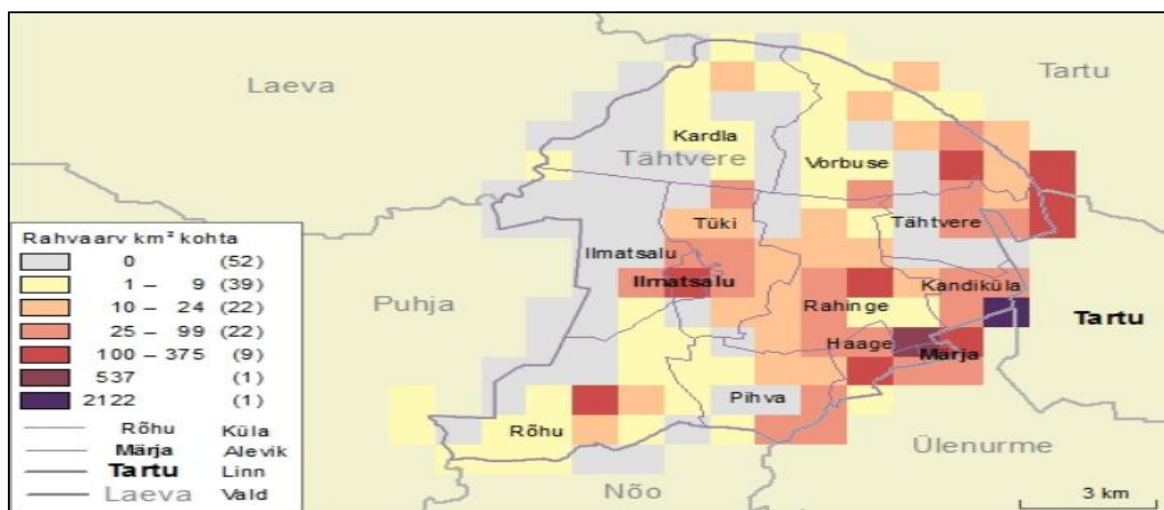 Laeva
Tartu
Kardla
Tähtvere
Vorbuse
Tüki
Tähtvere
Ilmatsalu
Ilmatsalu
Kandiküla
Puhja
Rahinge
Tartu
Haage
Märja
Pihva
Rõhu
Ülenurme
Nõo
3 km
Rahvaarv km² kohta
0 (52)
1 – 9 (39)
10 – 24 (22)
25 – 99 (22)
100 – 375 (9)
537 (1)
2122 (1)
Rõhu Küla
Märja Alevik
Tartu Linn
Laeva Vald